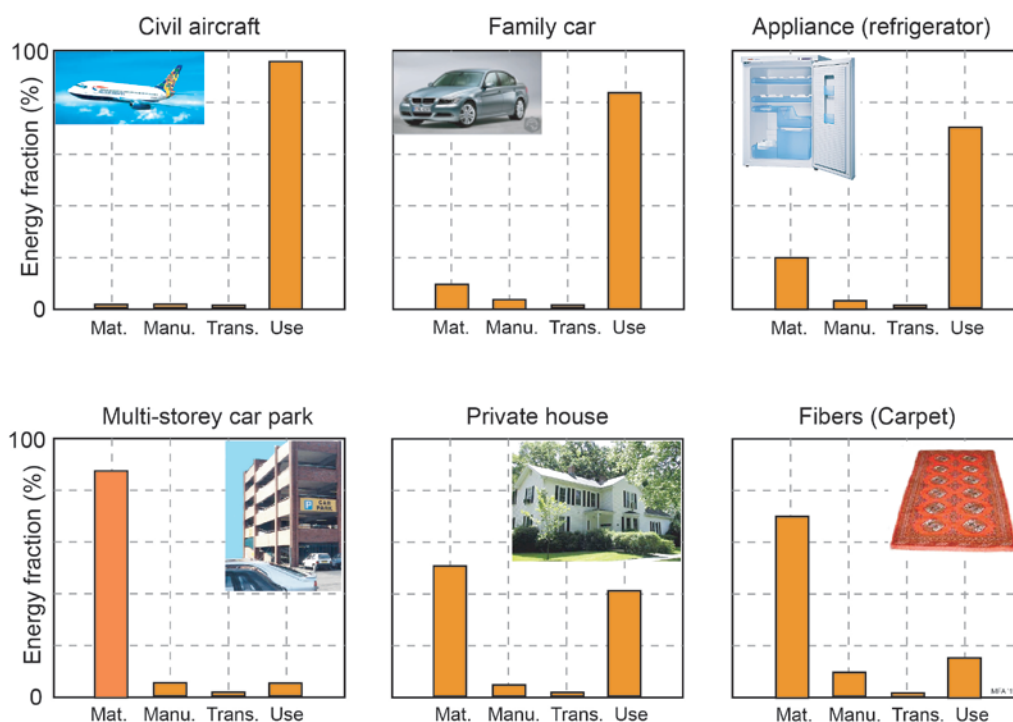 Civil aircraft
Family car
Appliance (refrigerator)
100
Energy fraction (%)
0
Mat. Manu. Trans. Use
Mat. Manu. Trans. Use
Mat. Manu. Trans. Use
Multi-storey car park
Private house
Fibers (Carpet)
100
Energy fraction (%)
0
P CAR
PARK
Mat. Manu. Trans. Use
Mat. Manu. Trans. Use
Mat. Manu. Trans. Use